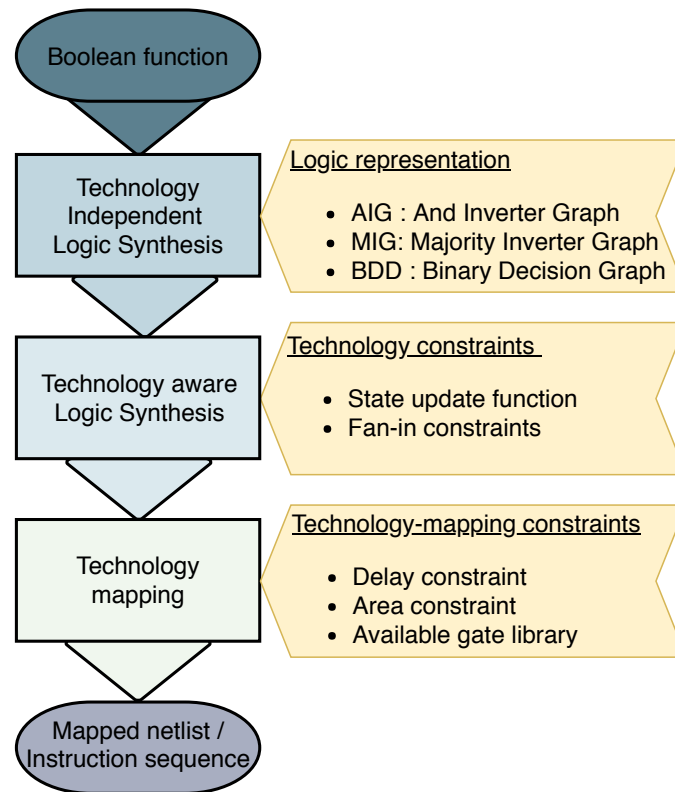 Boolean function
Technology
Independent
Logic Synthesis
Logic representation
• AIG : And Inverter Graph
• MIG: Majority Inverter Graph
• BDD : Binary Decision Graph
Technology aware
Logic Synthesis
Technology constraints
• State update function
• Fan-in constraints
Technology
mapping
Technology-mapping constraints
• Delay constraint
• Area constraint
• Available gate library
Mapped netlist /
Instruction sequence